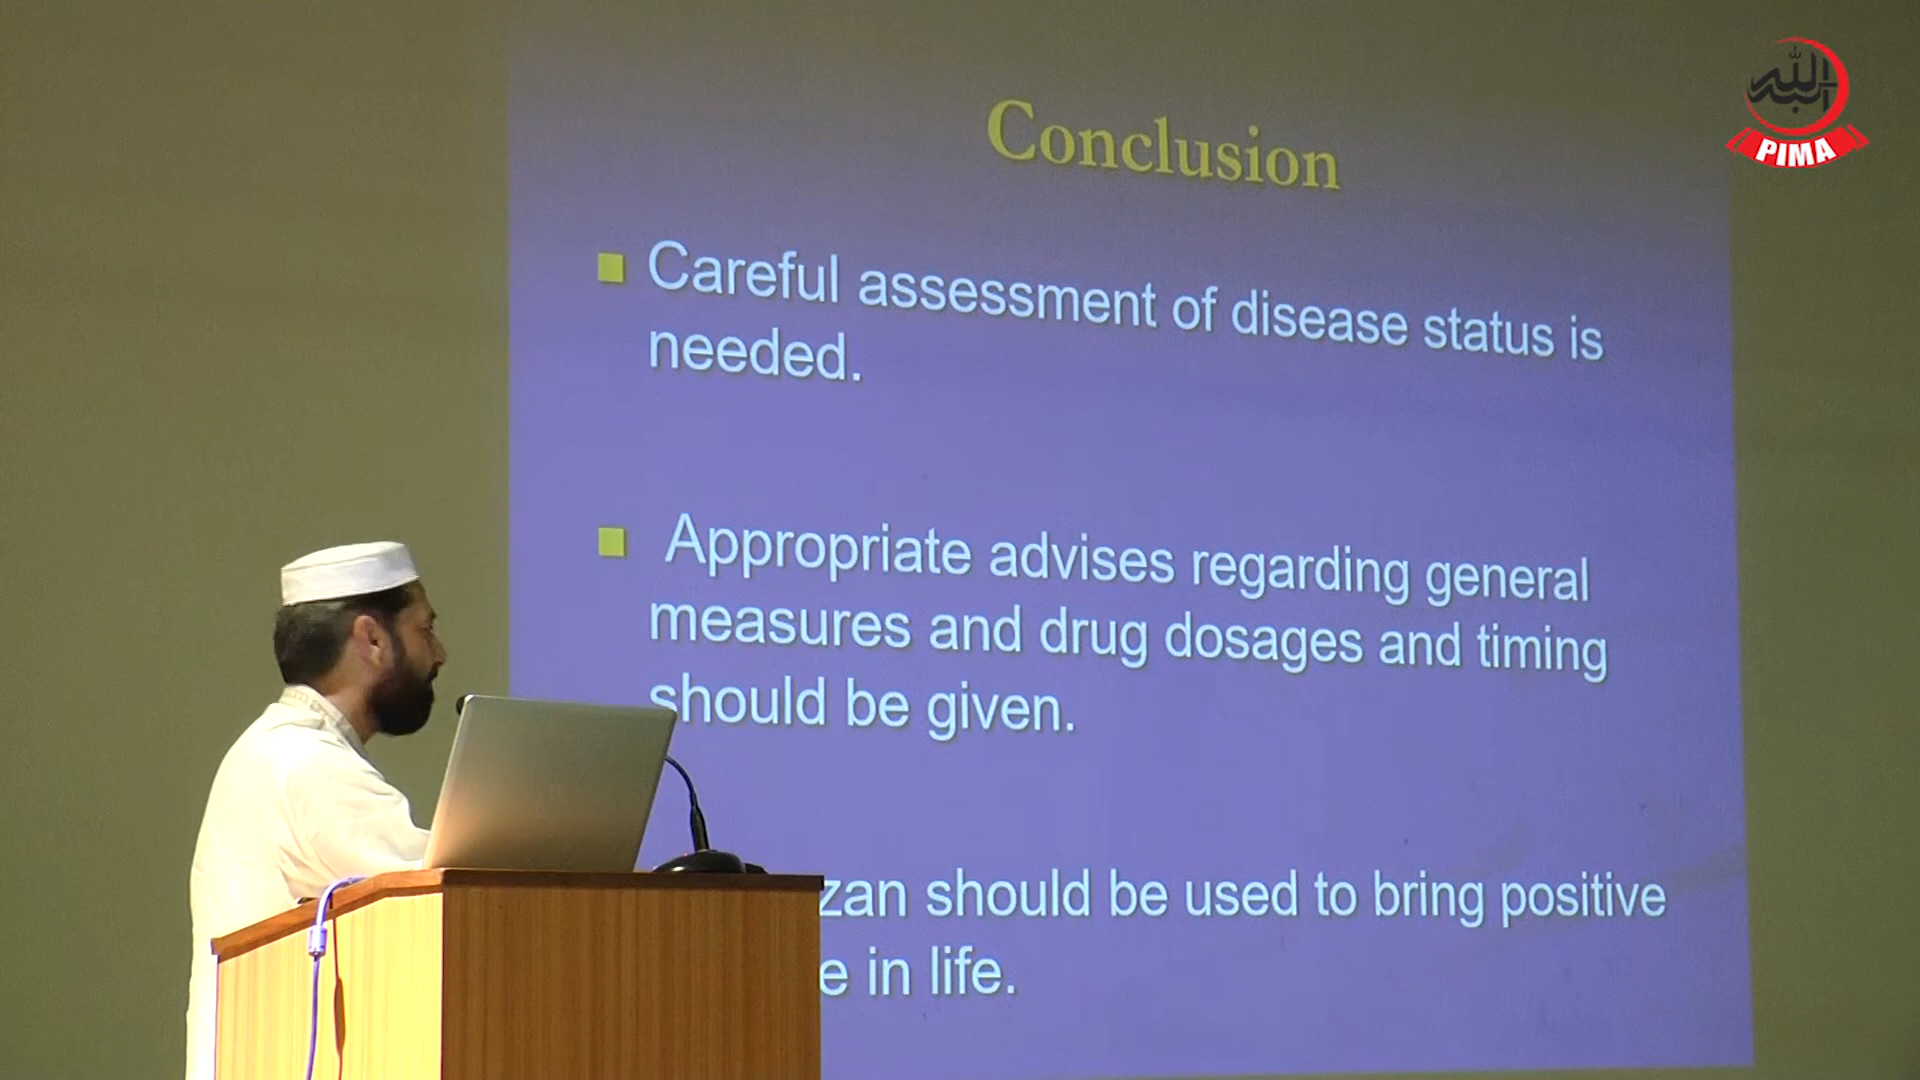 Conclusion
Careful assessment of disease status is
needed.
Appropriate advises regarding general
measures and drug dosages and timing
should be given.
zan should be used to bring positive
e in life.
الله
PIMA